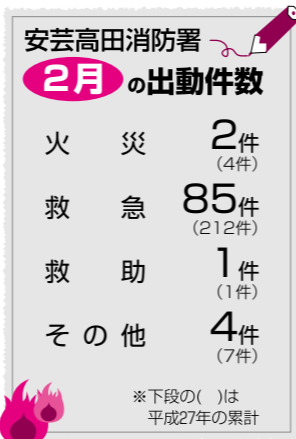 安芸高田消防署
2月の出動件数
火災 2件
(4件)
救急 85件
(212件)
救助 1件
(1件)
その他 4件
(7件)
※下段の( )は
平成27年の累計